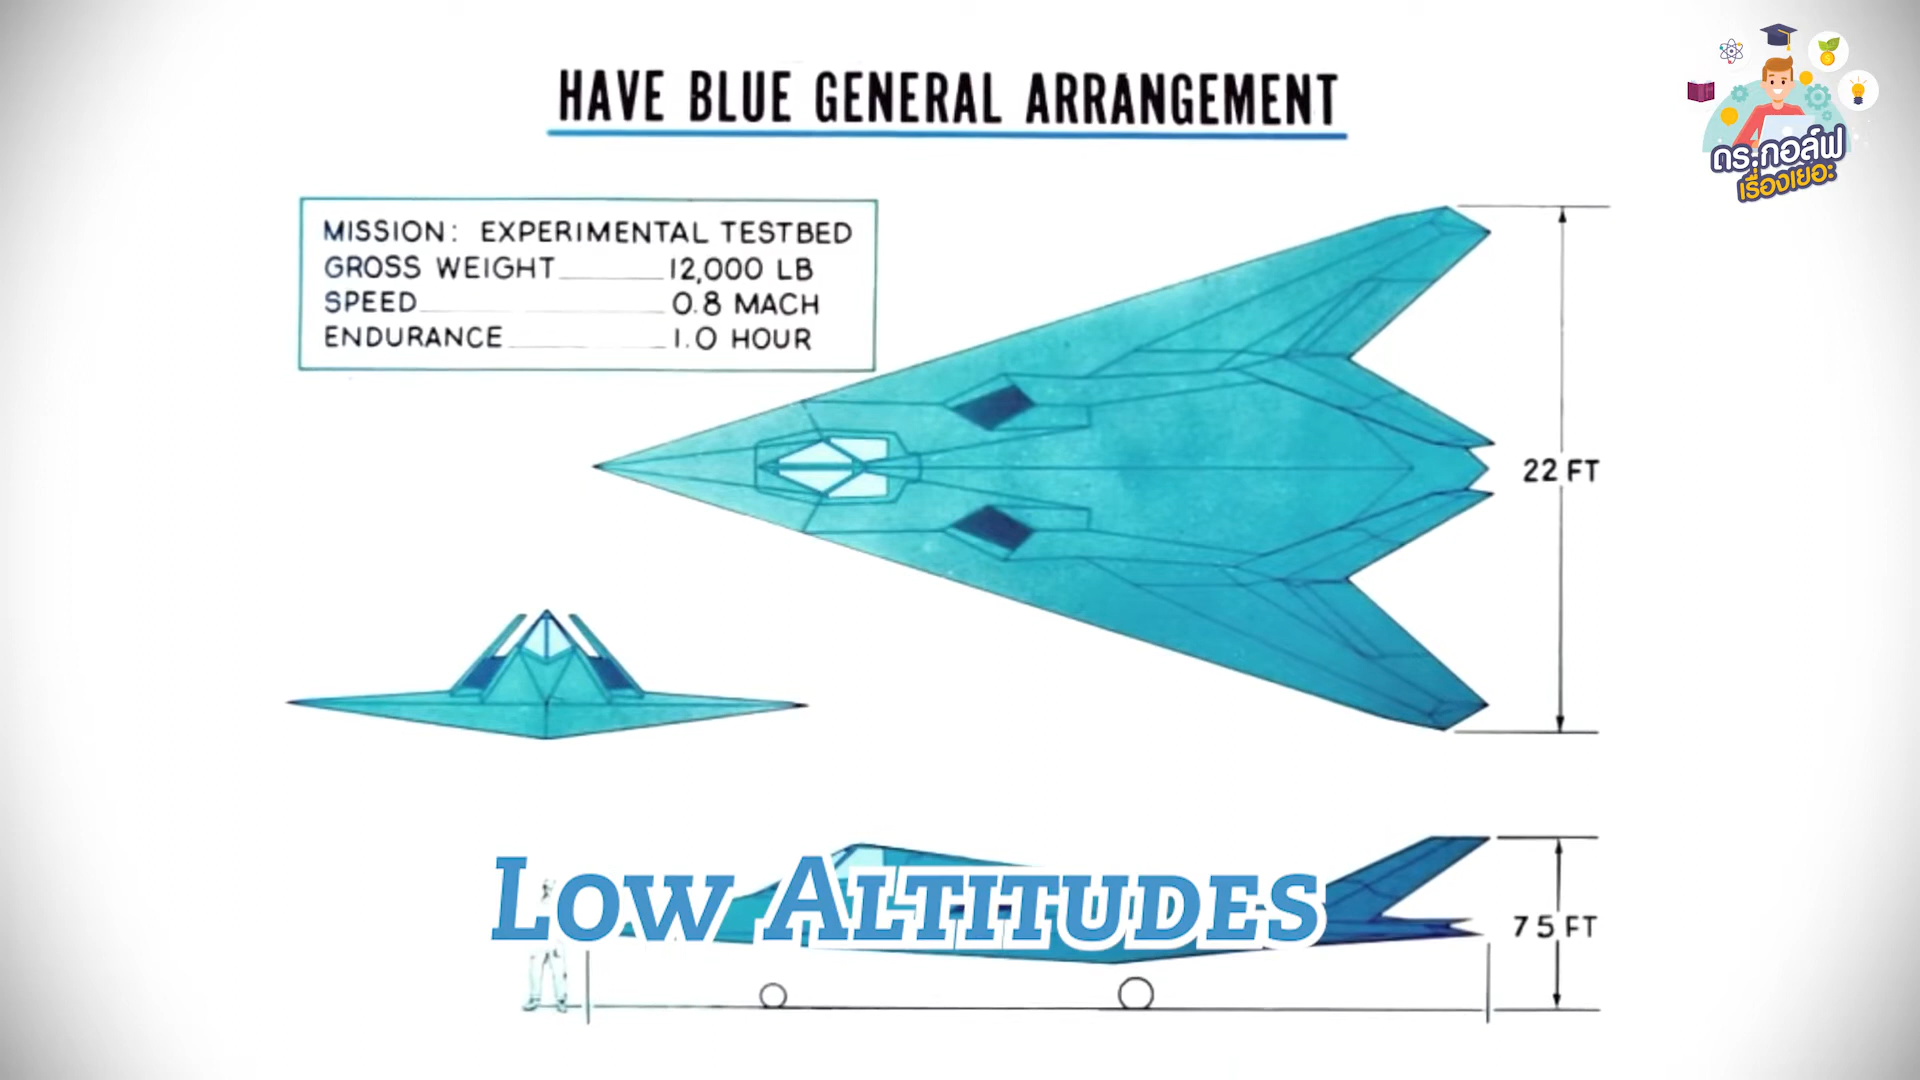 HAVE BLUE GENERAL ARRANGEMENT
ดร.กอล์ฟ
เรื่องเยอะ
MISSION: EXPERIMENTAL TESTBED
GROSS WEIGHT 12,000 LB
SPEED 0.8 MACH
ENDURANCE 1.0 HOUR
22 FT
LOW ALTITUDES
7 5 FT